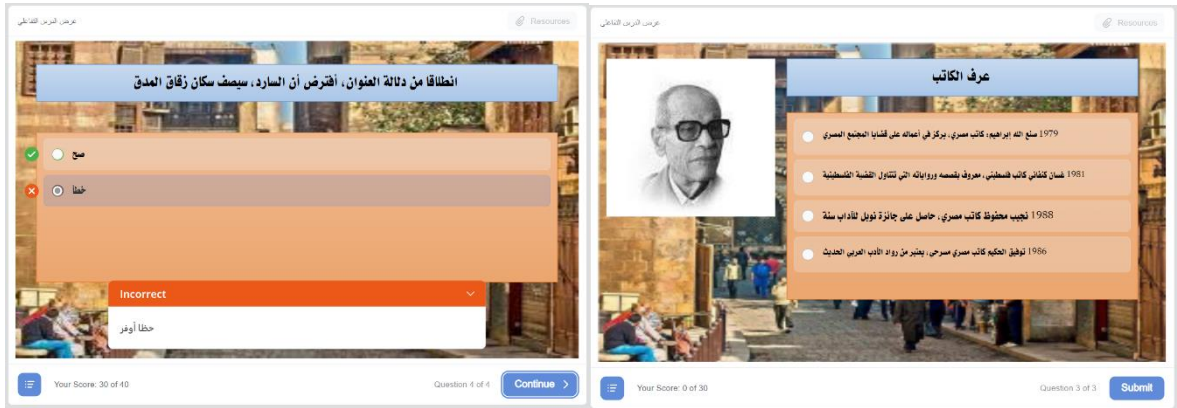 عرض الدرس التفاعلي
Resources
انطلاقا من دلالة العنوان، أفترض أن السارد، سيصف سكان زقاق المدق
صح
خطأ
Incorrect
حظا أوفر
Your Score: 30 of 40
Question 4 of 4
Continue
عرض الدرس التفاعلي
Resources
عرف الكاتب
1979 صنع الله إبراهيم: كاتب مصري، يركز في أعماله على قضايا المجتمع المصري
1981 غسان كنفاني كاتب فلسطيني، معروف بقصصه ورواياته التي تتناول القضية الفلسطينية
1988 نجيب محفوظ كاتب مصري، حاصل على جائزة نوبل للآداب سنة
1986 توفيق الحكيم كاتب مصري مسرحي، يعتبر من رواد الأدب العربي الحديث
Your Score: 0 of 30
Question 3 of 3
Submit